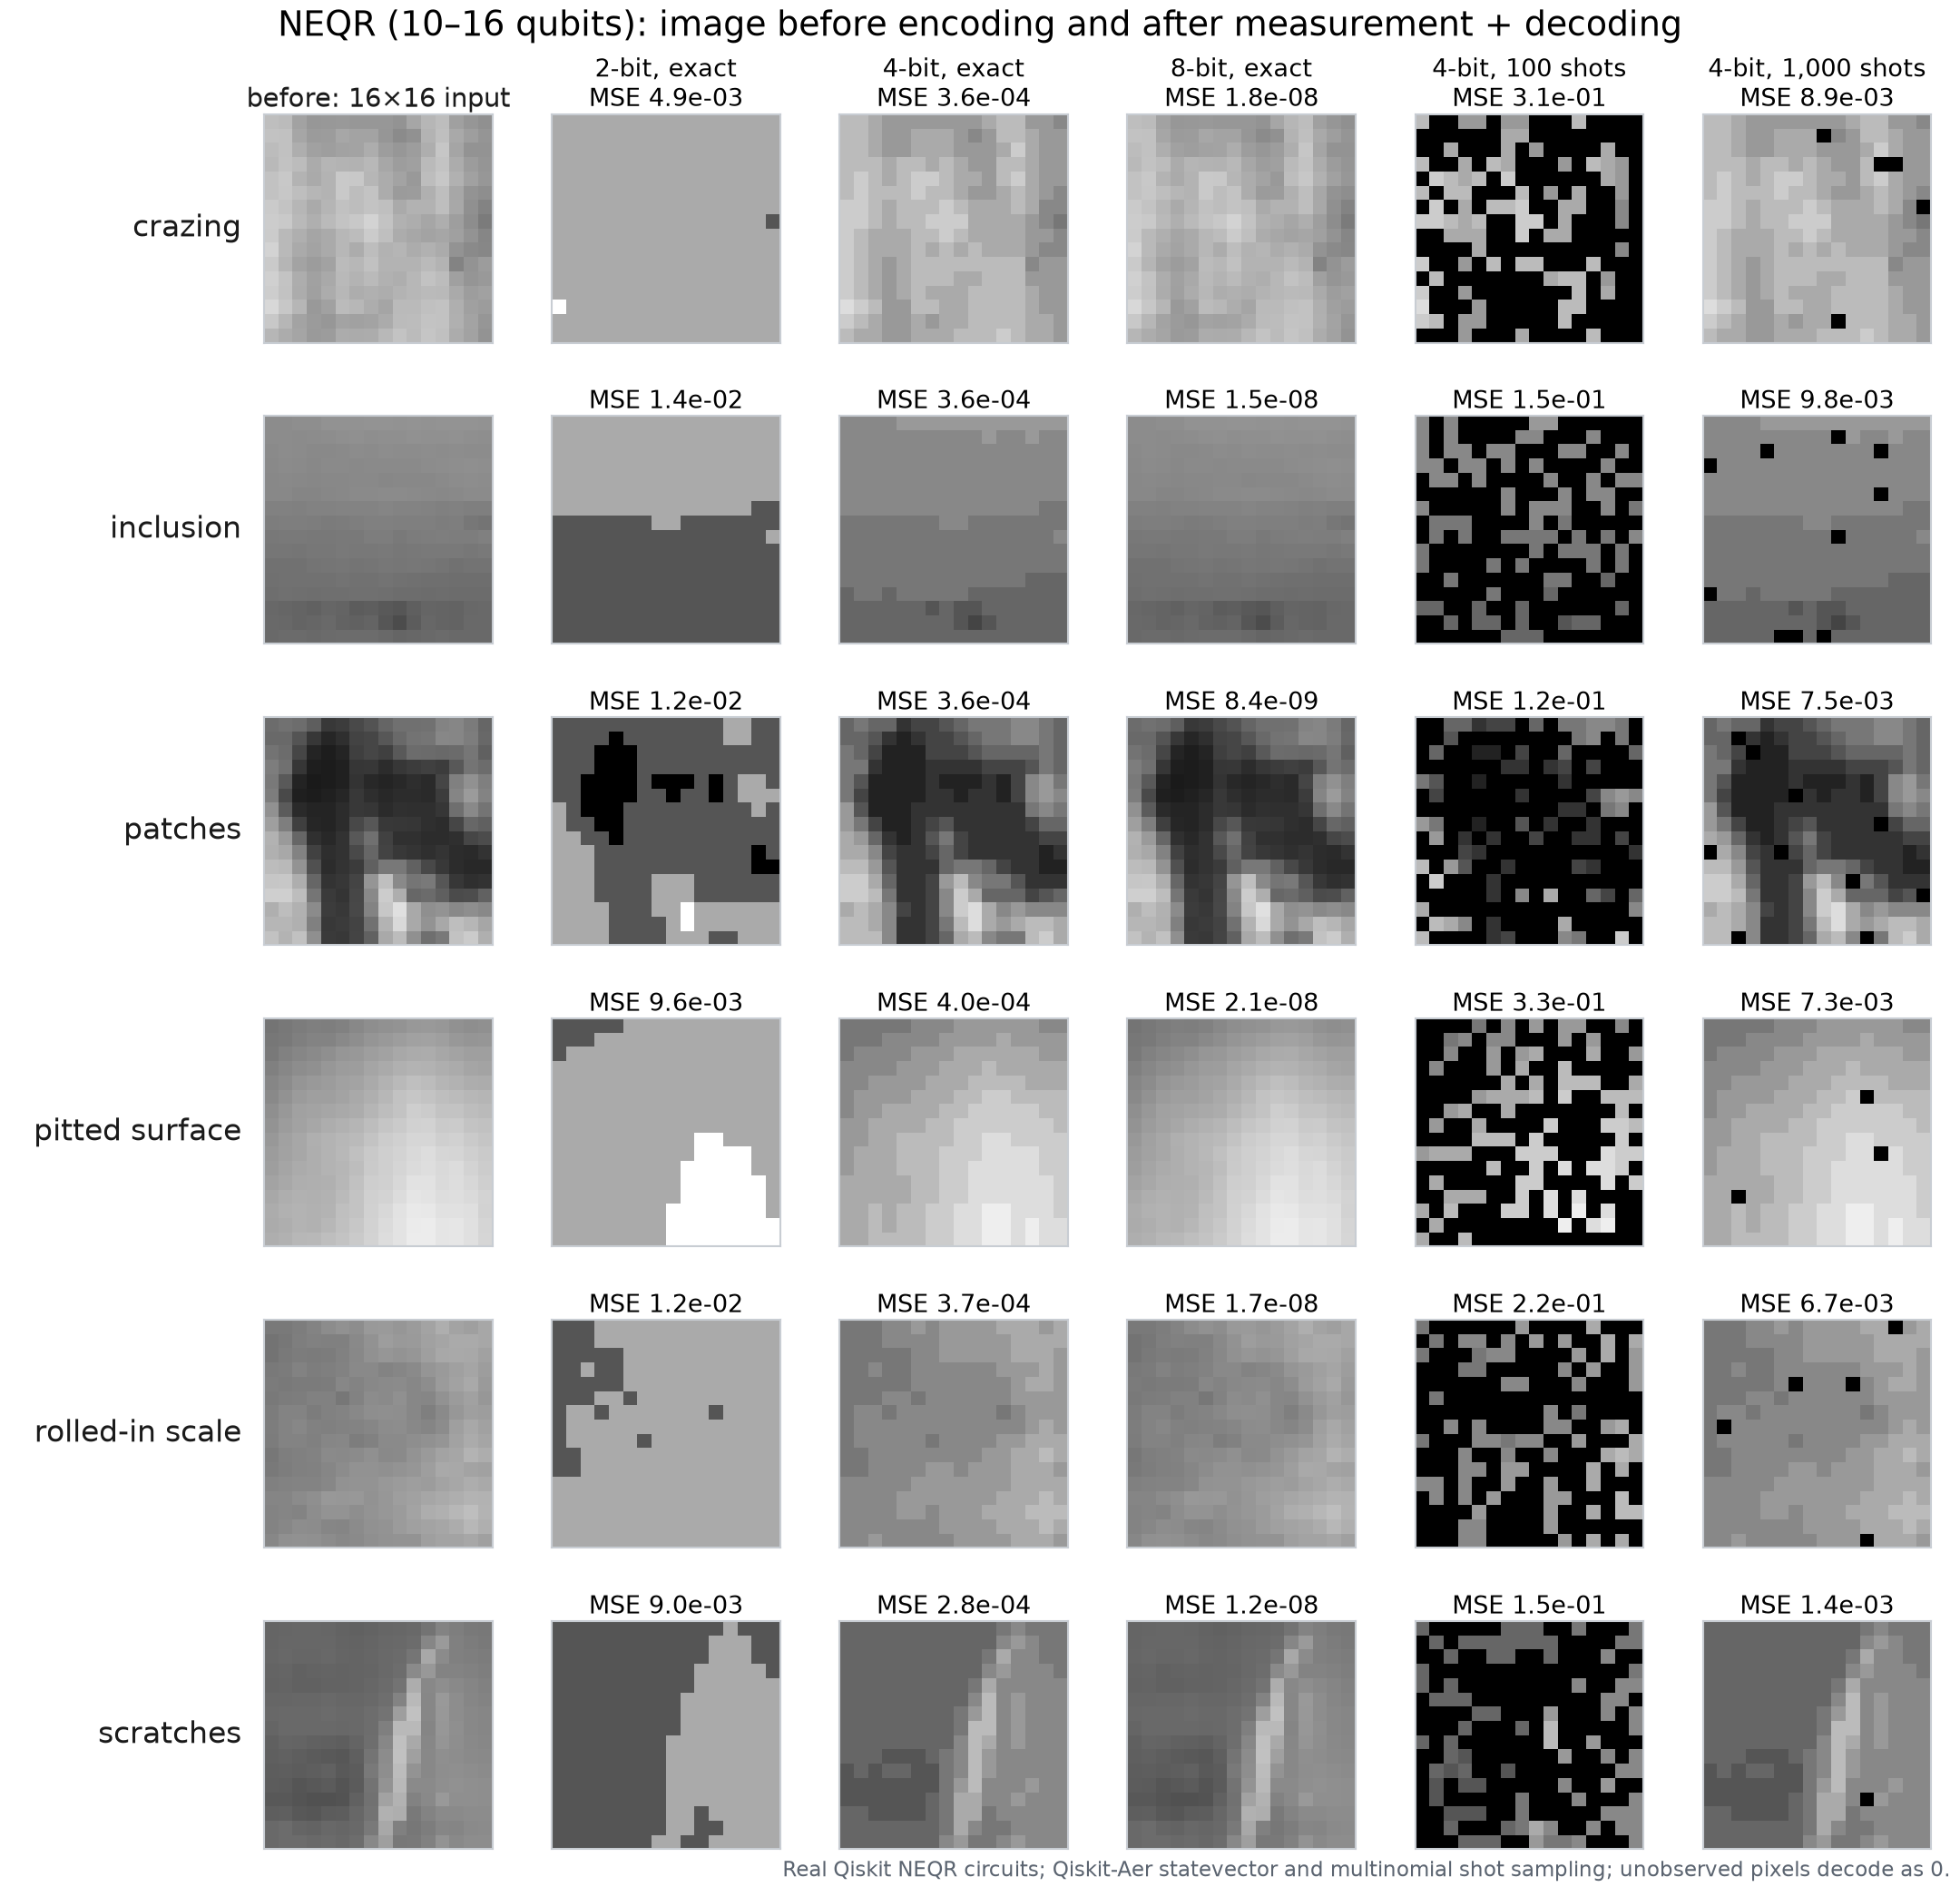 NEQR (10–16 qubits): image before encoding and after measurement + decoding
before: 16×16 input
2-bit, exact
MSE 4.9e-03
4-bit, exact
MSE 3.6e-04
8-bit, exact
MSE 1.8e-08
4-bit, 100 shots
MSE 3.1e-01
4-bit, 1,000 shots
MSE 8.9e-03
crazing
MSE 1.4e-02
MSE 3.6e-04
MSE 1.5e-08
MSE 1.5e-01
MSE 9.8e-03
inclusion
MSE 1.2e-02
MSE 3.6e-04
MSE 8.4e-09
MSE 1.2e-01
MSE 7.5e-03
patches
MSE 9.6e-03
MSE 4.0e-04
MSE 2.1e-08
MSE 3.3e-01
MSE 7.3e-03
pitted surface
MSE 1.2e-02
MSE 3.7e-04
MSE 1.7e-08
MSE 2.2e-01
MSE 6.7e-03
rolled-in scale
MSE 9.0e-03
MSE 2.8e-04
MSE 1.2e-08
MSE 1.5e-01
MSE 1.4e-03
scratches
Real Qiskit NEQR circuits; Qiskit-Aer statevector and multinomial shot sampling; unobserved pixels decode as 0.